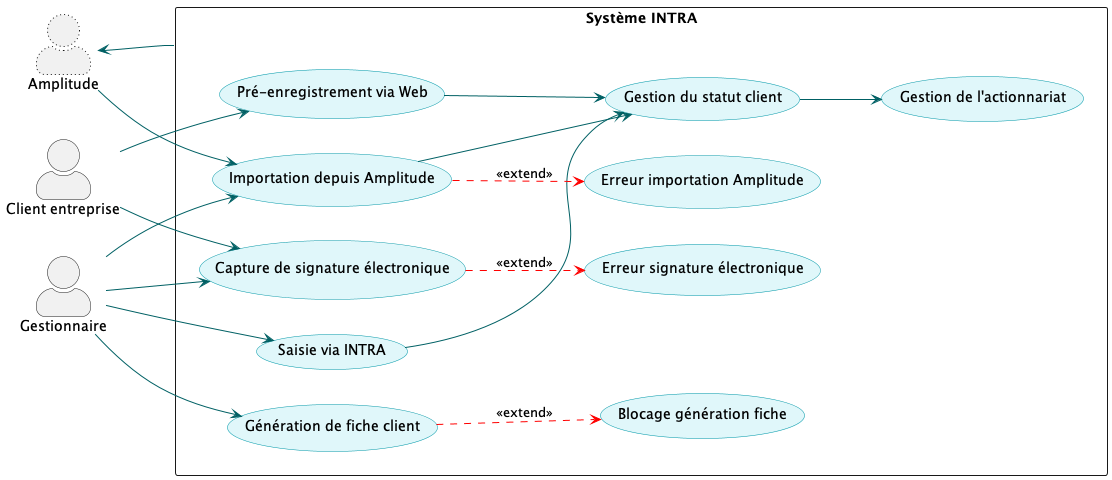 Système INTRA
Amplitude
Pré-enregistrement via Web
Gestion du statut client
Gestion de l'actionnariat
Client entreprise
Importation depuis Amplitude
«extend»
Erreur importation Amplitude
Capture de signature électronique
«extend»
Erreur signature électronique
Gestionnaire
Saisie via INTRA
Génération de fiche client
«extend»
Blocage génération fiche